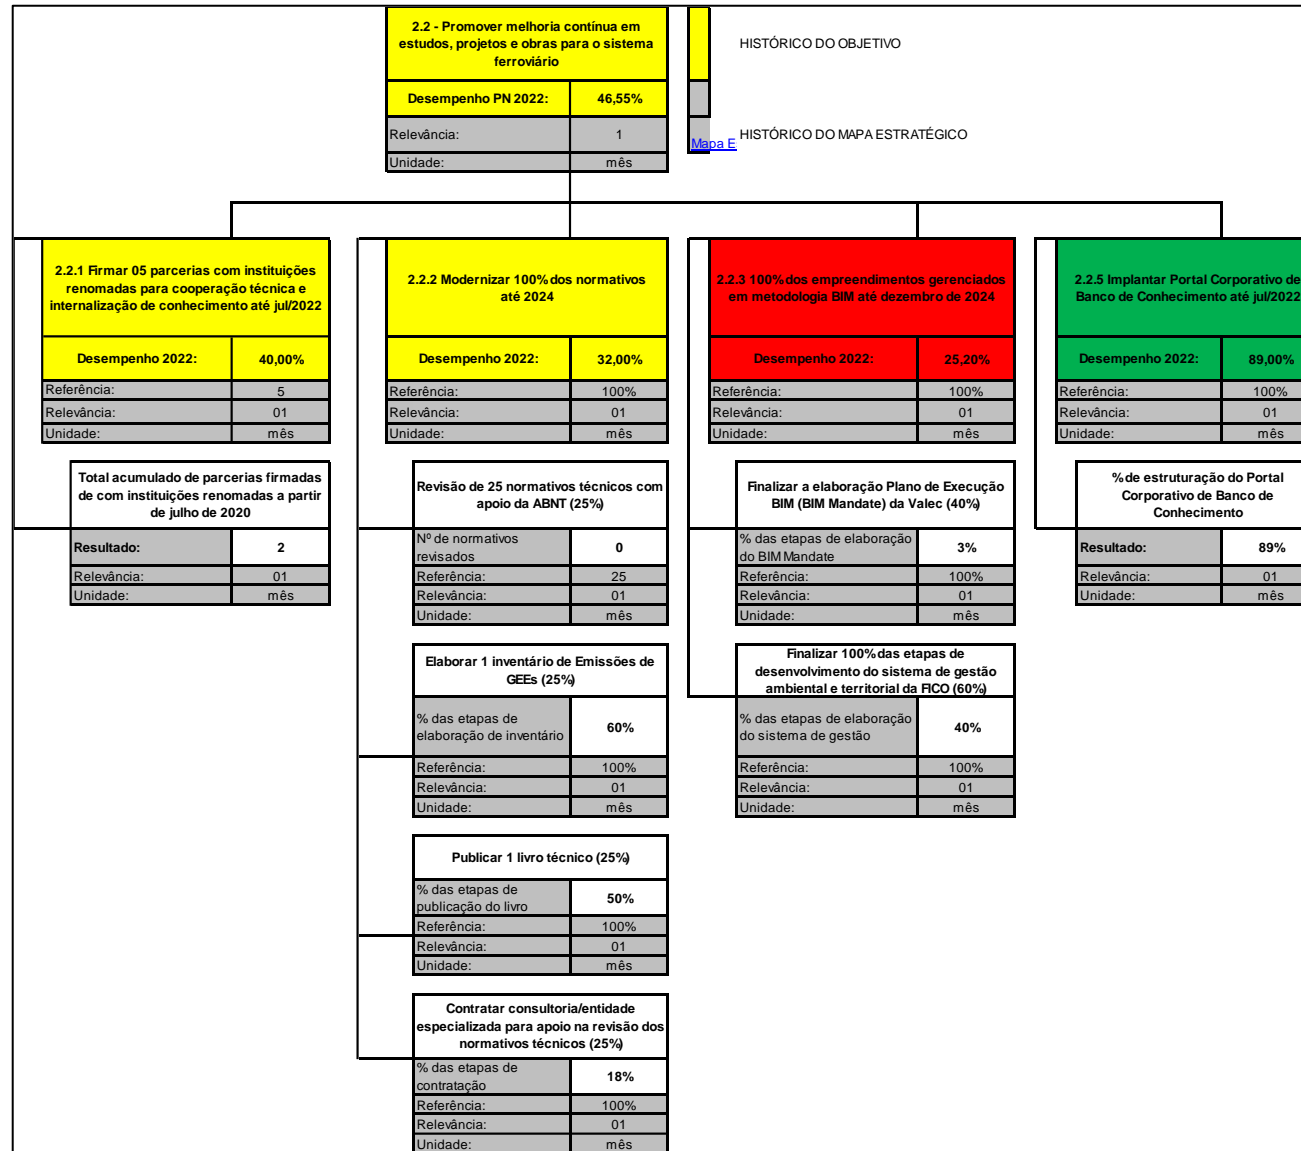 2.2 - Promover melhoria contínua em
estudos, projetos e obras para o sistema
ferroviário
Desempenho PN 2022: 46,55%
Relevância: 1
Unidade: mês
HISTÓRICO DO OBJETIVO
HISTÓRICO DO MAPA ESTRATÉGICO
Mapa E
2.2.1 Firmar 05 parcerias com instituições
renomadas para cooperação técnica e
internalização de conhecimento até jul/2022
Desempenho 2022: 40,00%
Referência: 5
Relevância: 01
Unidade: mês
Total acumulado de parcerias firmadas
de com instituições renomadas a partir
de julho de 2020
Resultado: 2
Relevância: 01
Unidade: mês
2.2.2 Modernizar 100% dos normativos
até 2024
Desempenho 2022: 32,00%
Referência: 100%
Relevância: 01
Unidade: mês
Revisão de 25 normativos técnicos com
apoio da ABNT (25%)
Nº de normativos
revisados
0
Referência: 25
Relevância: 01
Unidade: mês
Elaborar 1 inventário de Emissões de
GEEs (25%)
% das etapas de
elaboração de inventário
60%
Referência: 100%
Relevância: 01
Unidade: mês
Publicar 1 livro técnico (25%)
% das etapas de
publicação do livro
50%
Referência: 100%
Relevância: 01
Unidade: mês
Contratar consultoria/entidade
especializada para apoio na revisão dos
normativos técnicos (25%)
% das etapas de
contratação
18%
Referência: 100%
Relevância: 01
Unidade: mês
2.2.3 100% dos empreendimentos gerenciados
em metodologia BIM até dezembro de 2024
Desempenho 2022: 25,20%
Referência: 100%
Relevância: 01
Unidade: mês
Finalizar a elaboração Plano de Execução
BIM (BIM Mandate) da Valec (40%)
% das etapas de elaboração
do BIM Mandate
3%
Referência: 100%
Relevância: 01
Unidade: mês
Finalizar 100% das etapas de
desenvolvimento do sistema de gestão
ambiental e territorial da FICO (60%)
% das etapas de elaboração
do sistema de gestão
40%
Referência: 100%
Relevância: 01
Unidade: mês
2.2.5 Implantar Portal Corporativo de
Banco de Conhecimento até jul/2022
Desempenho 2022: 89,00%
Referência: 100%
Relevância: 01
Unidade: mês
% de estruturação do Portal
Corporativo de Banco de
Conhecimento
Resultado: 89%
Relevância: 01
Unidade: mês